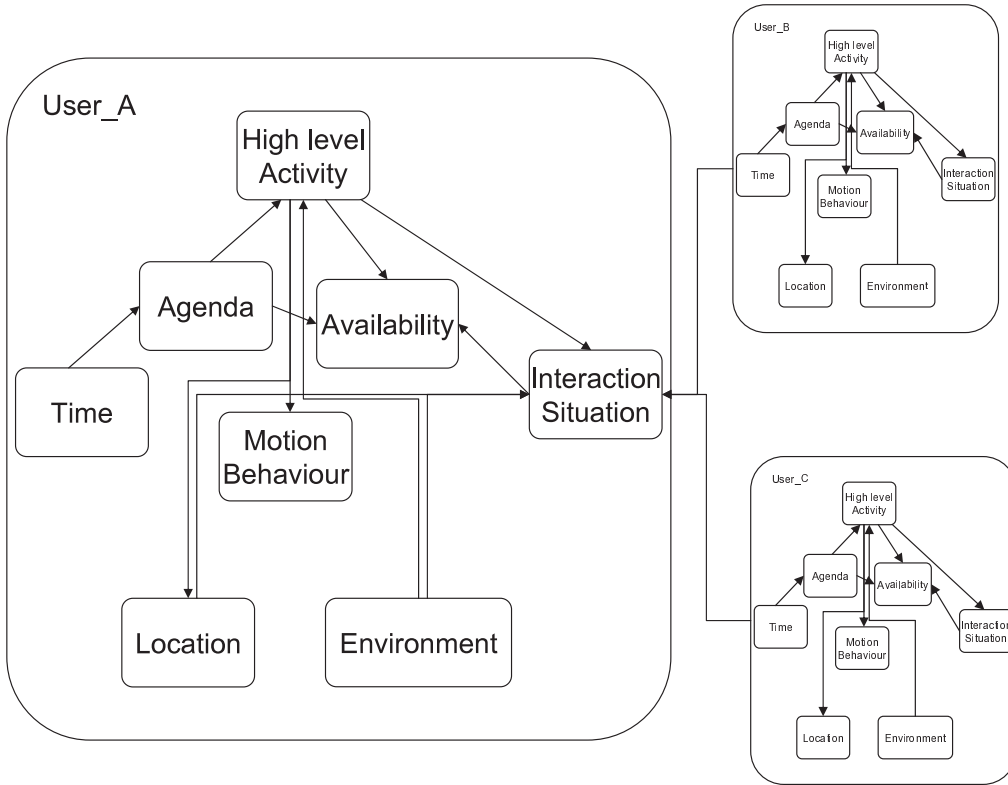 User_A
High level
Activity
Agenda
Availability
Time
Interaction
Situation
Motion
Behaviour
Location
Environment
User_B
High level
Activity
Agenda
Availability
Time
Interaction
Situation
Motion
Behaviour
Location
Environment
User_C
High level
Activity
Agenda
Availability
Time
Interaction
Situation
Motion
Behaviour
Location
Environment